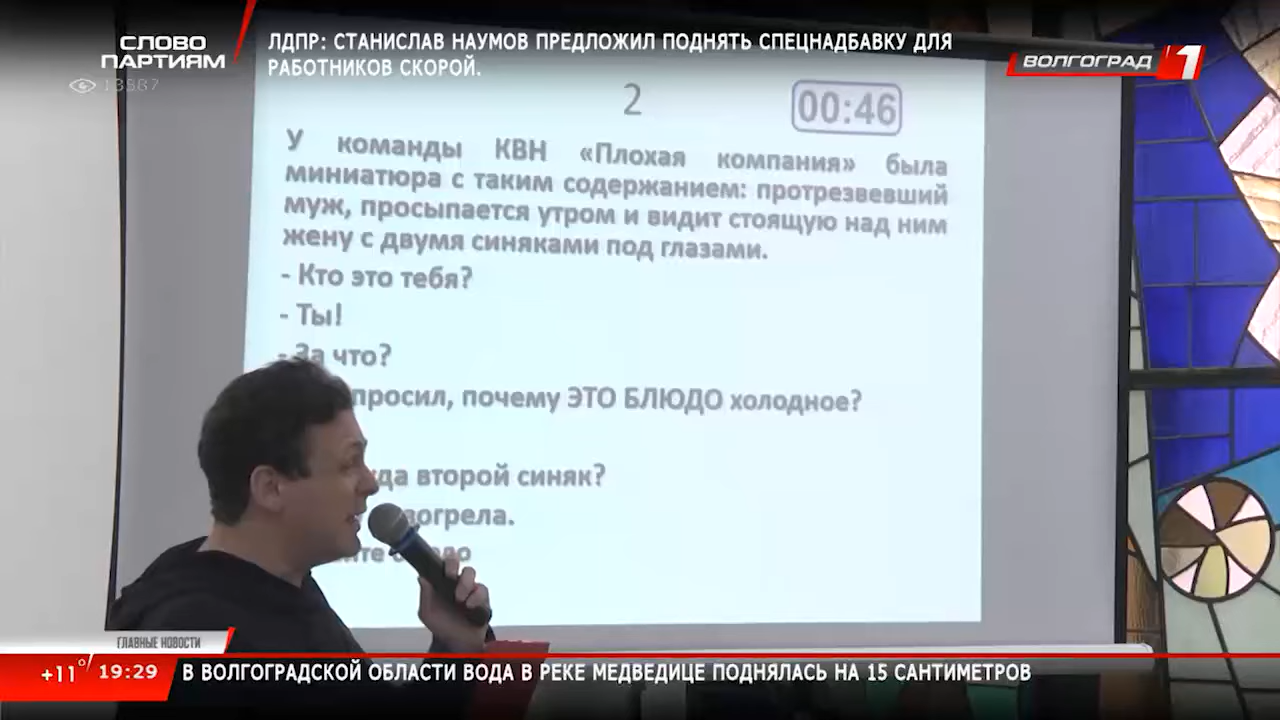 СЛОВО
ПАРТИЯМ
ЛДПР: СТАНИСЛАВ НАУМОВ ПРЕДЛОЖИЛ ПОДНЯТЬ СПЕЦНАДБАВКУ ДЛЯ
РАБОТНИКОВ СКОРОЙ.
ВОЛГОГРАД 1
2
00:46
У команды КВН «Плохая компания» была
миниатюра с таким содержанием: протрезвевший
муж, просыпается утром и видит стоящую над ним
жену с двумя синяками под глазами.
- Кто это тебя?
- Ты!
- За что?
просил, почему ЭТО БЛЮДО холодное?
второй синяк?
ГЛАВНЫЕ НОВОСТИ
+11° 19:29 В ВОЛГОГРАДСКОЙ ОБЛАСТИ ВОДА В РЕКЕ МЕДВЕДИЦЕ ПОДНЯЛАСЬ НА 15 САНТИМЕТРОВ